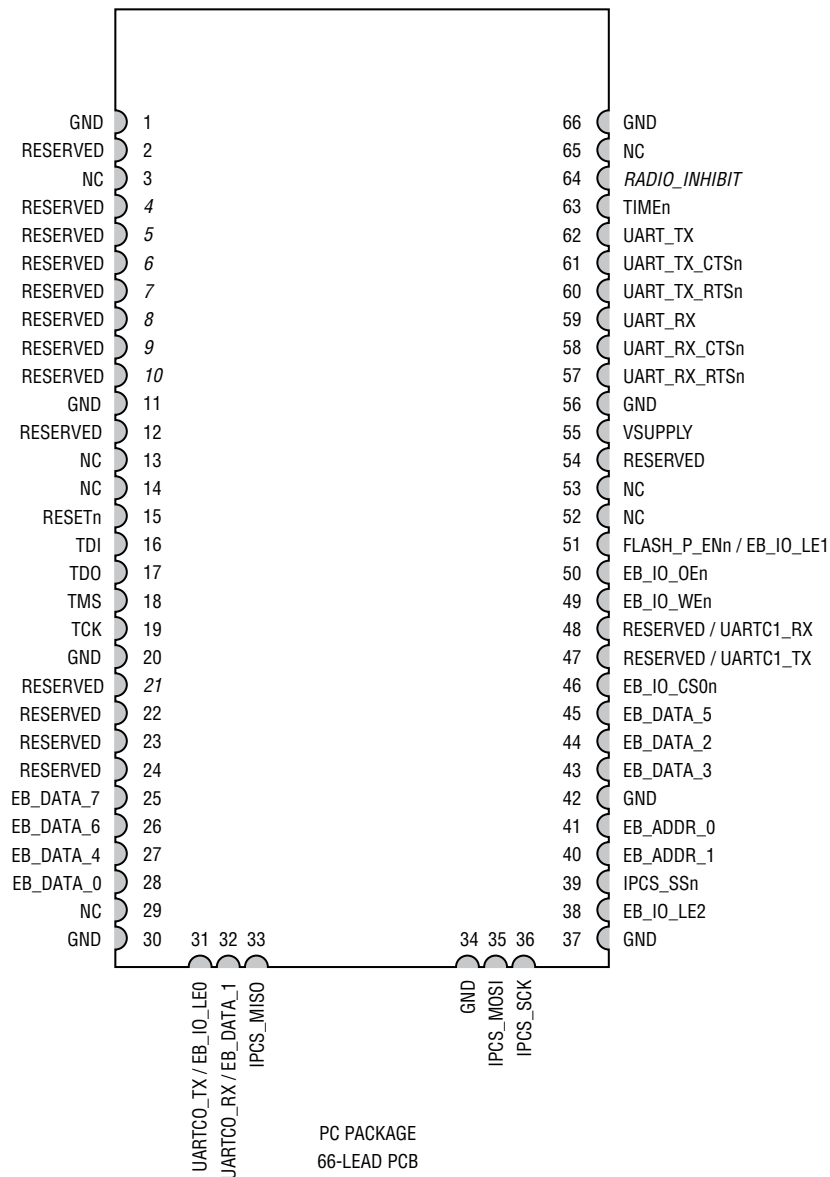 GND 1
RESERVED 2
NC 3
RESERVED 4
RESERVED 5
RESERVED 6
RESERVED 7
RESERVED 8
RESERVED 9
RESERVED 10
GND 11
RESERVED 12
NC 13
NC 14
RESETn 15
TDI 16
TDO 17
TMS 18
TCK 19
GND 20
RESERVED 21
RESERVED 22
RESERVED 23
RESERVED 24
EB_DATA_7 25
EB_DATA_6 26
EB_DATA_4 27
EB_DATA_0 28
NC 29
GND 30
66 GND
65 NC
64 RADIO_INHIBIT
63 TIMEn
62 UART_TX
61 UART_TX_CTSn
60 UART_TX_RTSn
59 UART_RX
58 UART_RX_CTSn
57 UART_RX_RTSn
56 GND
55 VSUPPLY
54 RESERVED
53 NC
52 NC
51 FLASH_P_ENn / EB_IO_LE1
50 EB_IO_OEn
49 EB_IO_WEn
48 RESERVED / UARTC1_RX
47 RESERVED / UARTC1_TX
46 EB_IO_CS0n
45 EB_DATA_5
44 EB_DATA_2
43 EB_DATA_3
42 GND
41 EB_ADDR_0
40 EB_ADDR_1
39 IPCS_SSn
38 EB_IO_LE2
37 GND
31 UARTCO_TX / EB_IO_LE0
32 UARTCO_RX / EB_DATA_1
33 IPCS_MISO
34 GND
35 IPCS_MOSI
36 IPCS_SCK
PC PACKAGE
66-LEAD PCB